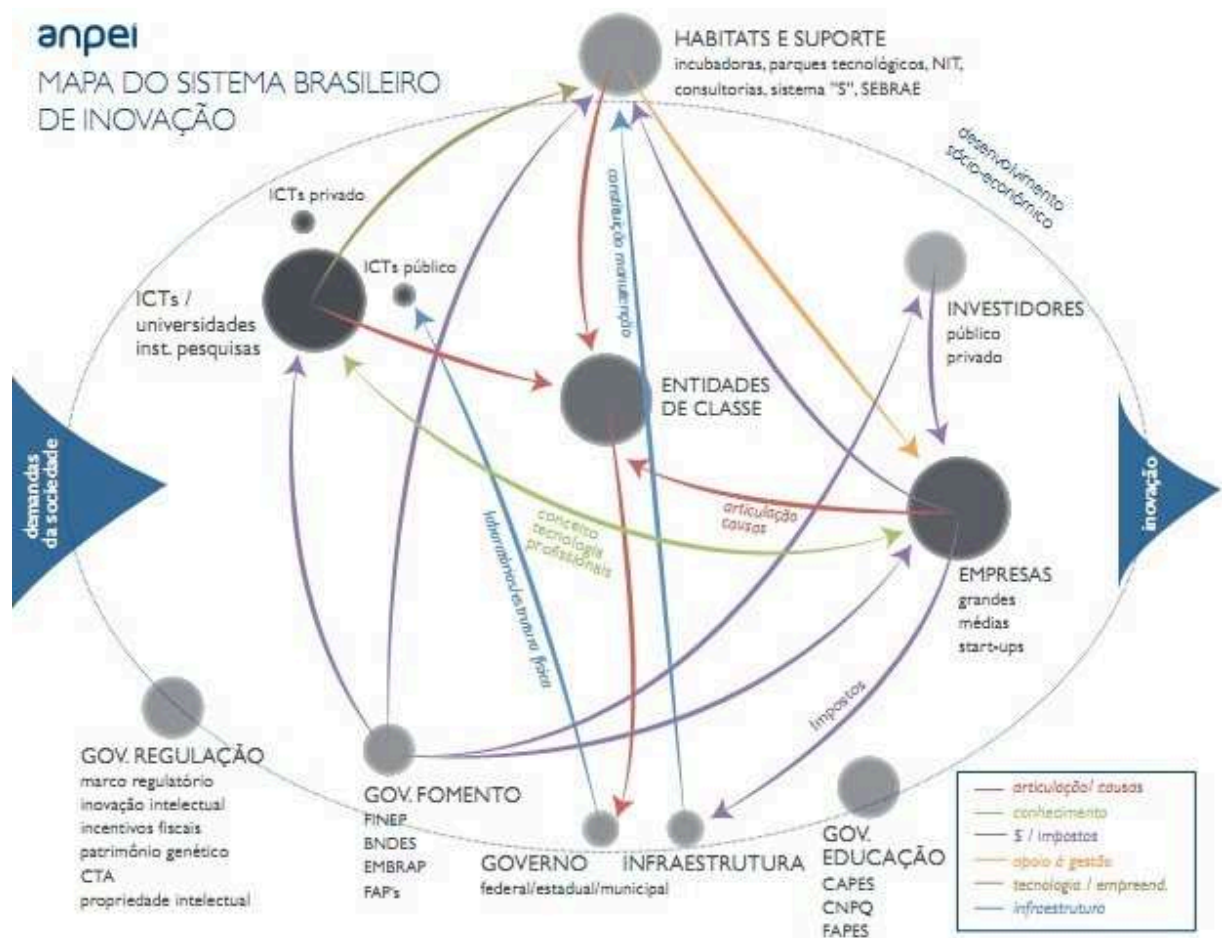 anpei
MAPA DO SISTEMA BRASILEIRO
DE INOVAÇÃO
HABITATS E SUPORTE
incubadoras, parques tecnológicos, NIT,
consultorias, sistema "S", SEBRAE
desenvolvimento
sócio-econômico
ICTs privado
ICTs público
ICTs /
universidades
inst. pesquisas
constituição manutenção
INVESTIDORES
público
privado
ENTIDADES
DE CLASSE
demandas
da sociedade
inovação
articulação
causas
conceito
tecnologia
profissionais
laboratórios/estrutura física
EMPRESAS
grandes
médias
start-ups
Impostos
GOV. REGULAÇÃO
marco regulatório
inovação intelectual
incentivos fiscais
patrimônio genético
CTA
propriedade intelectual
GOV. FOMENTO
FINEP
BNDES
EMBRAP
FAP's
GOVERNO
federal/estadual/municipal
INFRAESTRUTURA
GOV.
EDUCAÇÃO
CAPES
CNPQ
FAPES
articulação/ causas
conhecimento
$ / impostos
apoio à gestão
tecnologia / empreend.
infraestrutura